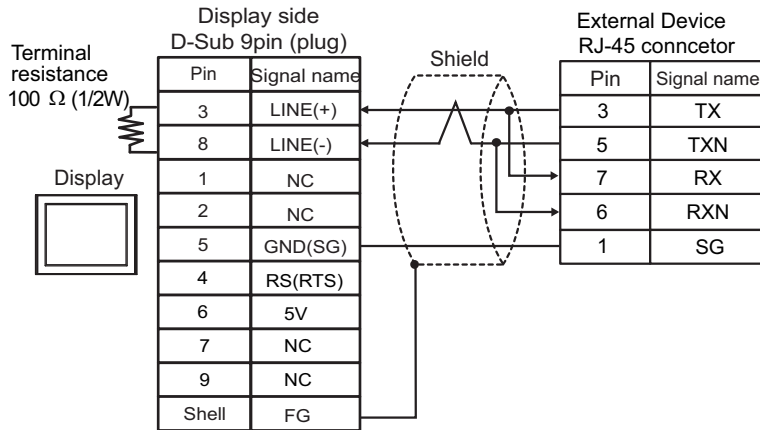 Display side
D-Sub 9pin (plug)
External Device
RJ-45 conncetor
Terminal
resistance
100 Ω (1/2W)
Shield
Display
Pin Signal name
3 LINE(+)
8 LINE(-)
1 NC
2 NC
5 GND(SG)
4 RS(RTS)
6 5V
7 NC
9 NC
Shell FG
Pin Signal name
3 TX
5 TXN
7 RX
6 RXN
1 SG